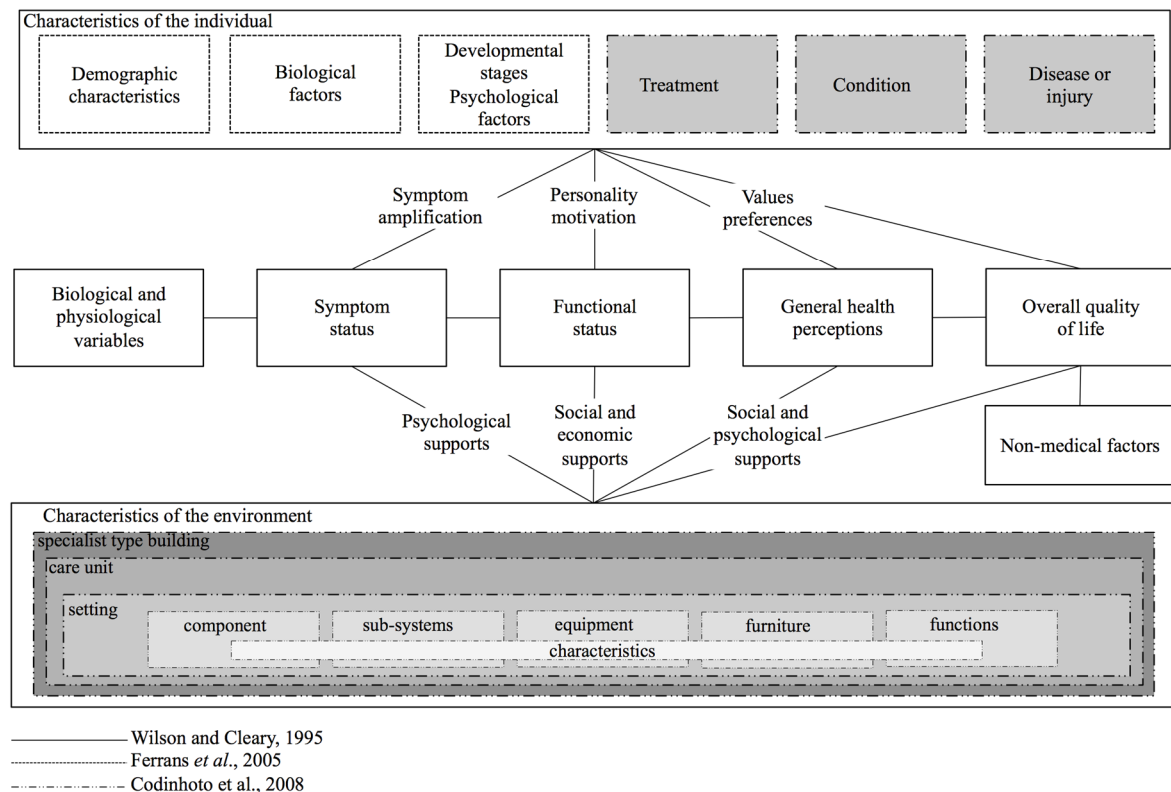 Characteristics of the individual
Demographic
characteristics
Biological
factors
Developmental
stages
Psychological
factors
Treatment
Condition
Disease or
injury
Symptom
amplification
Personality
motivation
Values
preferences
Biological and
physiological
variables
Symptom
status
Functional
status
General health
perceptions
Overall quality
of life
Psychological
supports
Social and
economic
supports
Social and
psychological
supports
Non-medical factors
Characteristics of the environment
specialist type building
care unit
setting
component
sub-systems
equipment
furniture
functions
characteristics
Wilson and Cleary, 1995
Ferrans et al., 2005
Codinhoto et al., 2008